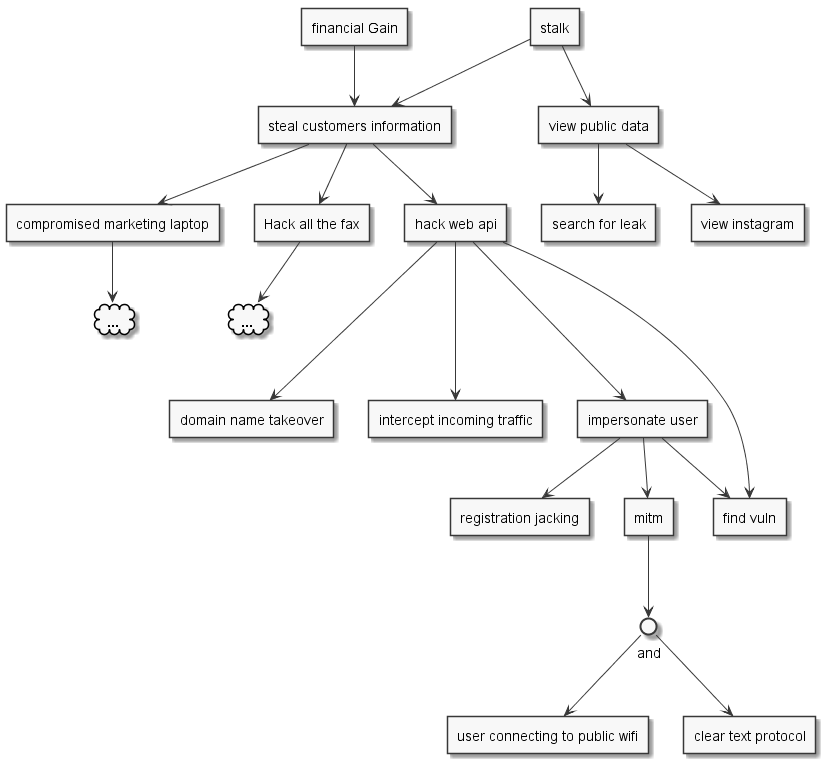 financial Gain
stalk
steal customers information
view public data
compromised marketing laptop
Hack all the fax
hack web api
search for leak
view instagram
...
...
domain name takeover
intercept incoming traffic
impersonate user
registration jacking
mitm
find vuln
and
user connecting to public wifi
clear text protocol